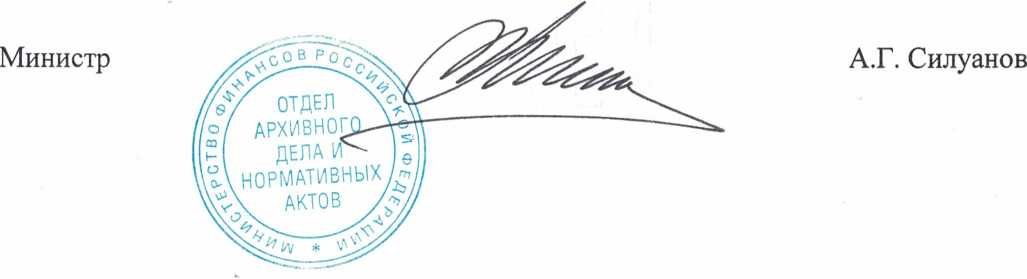 Министр
А.Г. Силуанов
МИНИСТЕРСТВО ФИНАНСОВ РОССИЙСКОЙ ФЕДЕРАЦИИ *
ОТДЕЛ
АРХИВНОГО
ДЕЛА И
НОРМАТИВНЫХ
АКТОВ